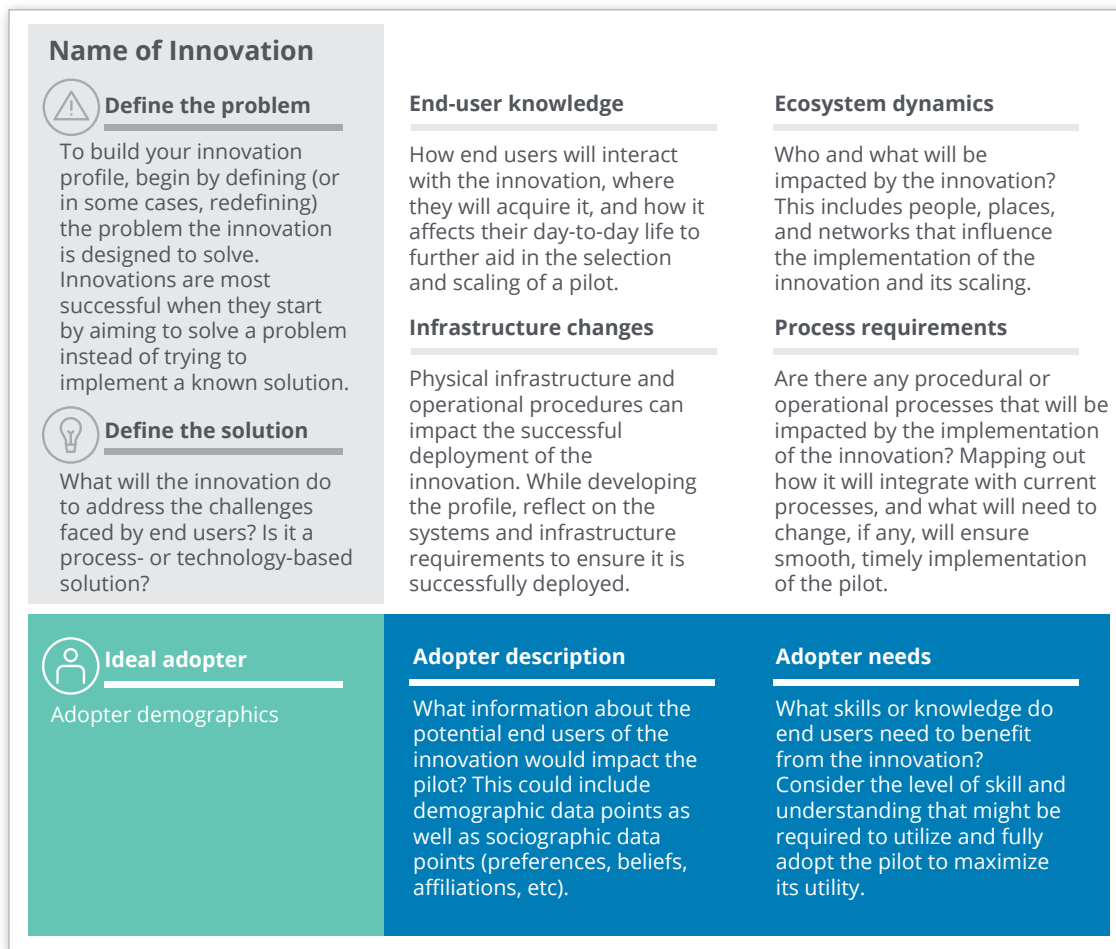 Name of Innovation
Define the problem
To build your innovation
profile, begin by defining (or
in some cases, redefining)
the problem the innovation
is designed to solve.
Innovations are most
successful when they start
by aiming to solve a problem
instead of trying to
implement a known solution.
Define the solution
What will the innovation do
to address the challenges
faced by end users? Is it a
process- or technology-based
solution?
End-user knowledge
How end users will interact
with the innovation, where
they will acquire it, and how it
affects their day-to-day life to
further aid in the selection
and scaling of a pilot.
Infrastructure changes
Physical infrastructure and
operational procedures can
impact the successful
deployment of the
innovation. While developing
the profile, reflect on the
systems and infrastructure
requirements to ensure it is
successfully deployed.
Ecosystem dynamics
Who and what will be
impacted by the innovation?
This includes people, places,
and networks that influence
the implementation of the
innovation and its scaling.
Process requirements
Are there any procedural or
operational processes that will be
impacted by the implementation
of the innovation? Mapping out
how it will integrate with current
processes, and what will need to
change, if any, will ensure
smooth, timely implementation
of the pilot.
Ideal adopter
Adopter demographics
Adopter description
What information about the
potential end users of the
innovation would impact the
pilot? This could include
demographic data points as
well as sociographic data
points (preferences, beliefs,
affiliations, etc).
Adopter needs
What skills or knowledge do
end users need to benefit
from the innovation?
Consider the level of skill and
understanding that might be
required to utilize and fully
adopt the pilot to maximize
its utility.